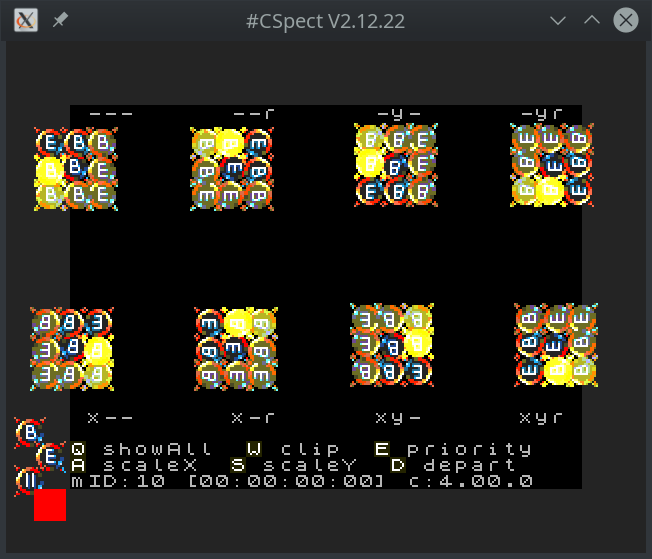 #CSpect V2.12.22
--- --r -y- -yr
x-- x-r xy- xyr
Q showAll W clip E priority
A scaleX S scaleY D depart
mID:10 [00:00:00:00] c:4.00.0